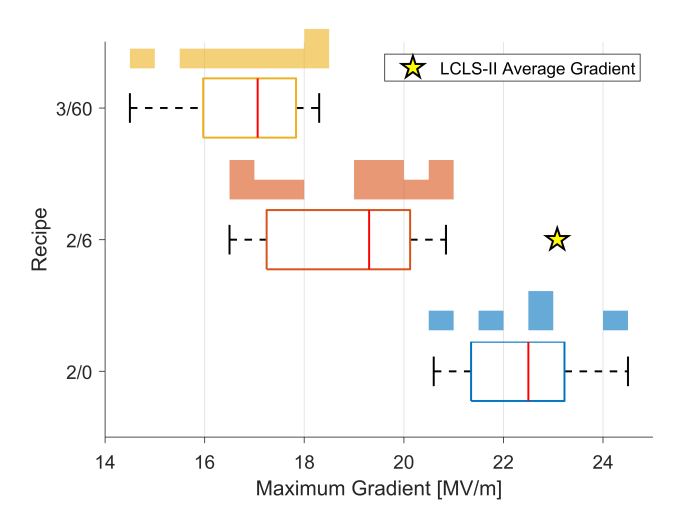 LCLS-II Average Gradient
3/60
2/6
2/0
Recipe
14 16 18 20 22 24
Maximum Gradient [MV/m]